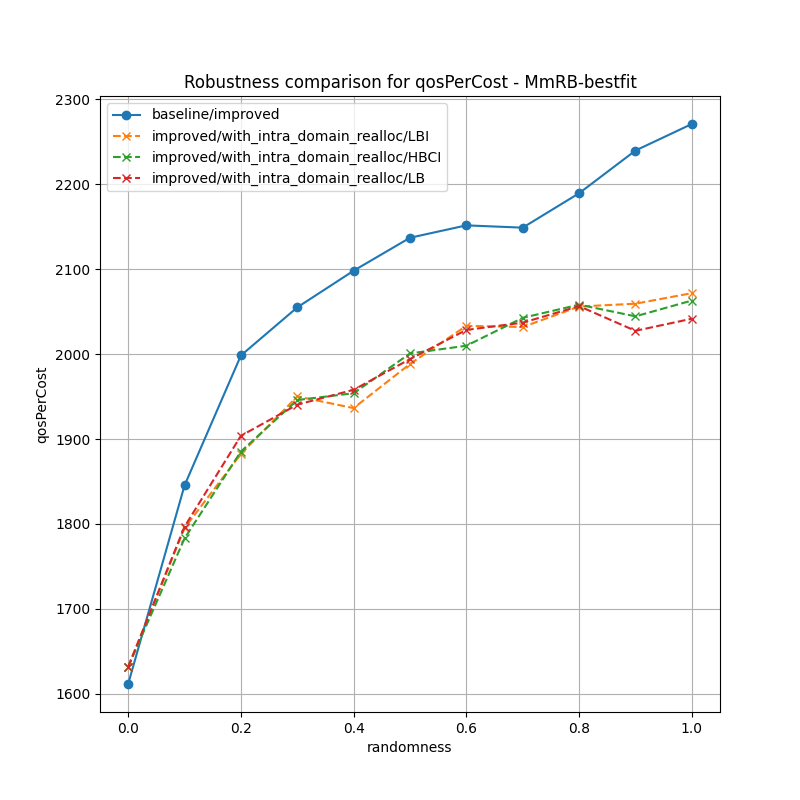 Robustness comparison for qosPerCost - MmRB-bestfit
2300
2200
2100
2000
1900
1800
1700
1600
qosPerCost
baseline/improved
improved/with_intra_domain_realloc/LBI
improved/with_intra_domain_realloc/HBCI
improved/with_intra_domain_realloc/LB
0.0 0.2 0.4 0.6 0.8 1.0
randomness